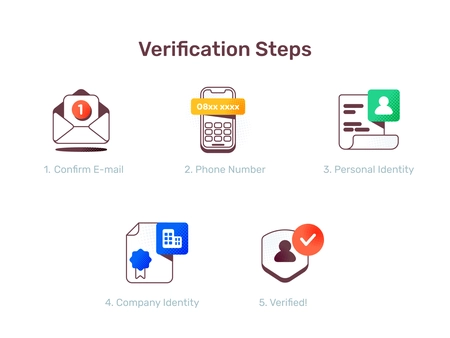 Verification Steps
1
08xx xxxx
1. Confirm E-mail
2. Phone Number
3. Personal Identity
4. Company Identity
5. Verified!